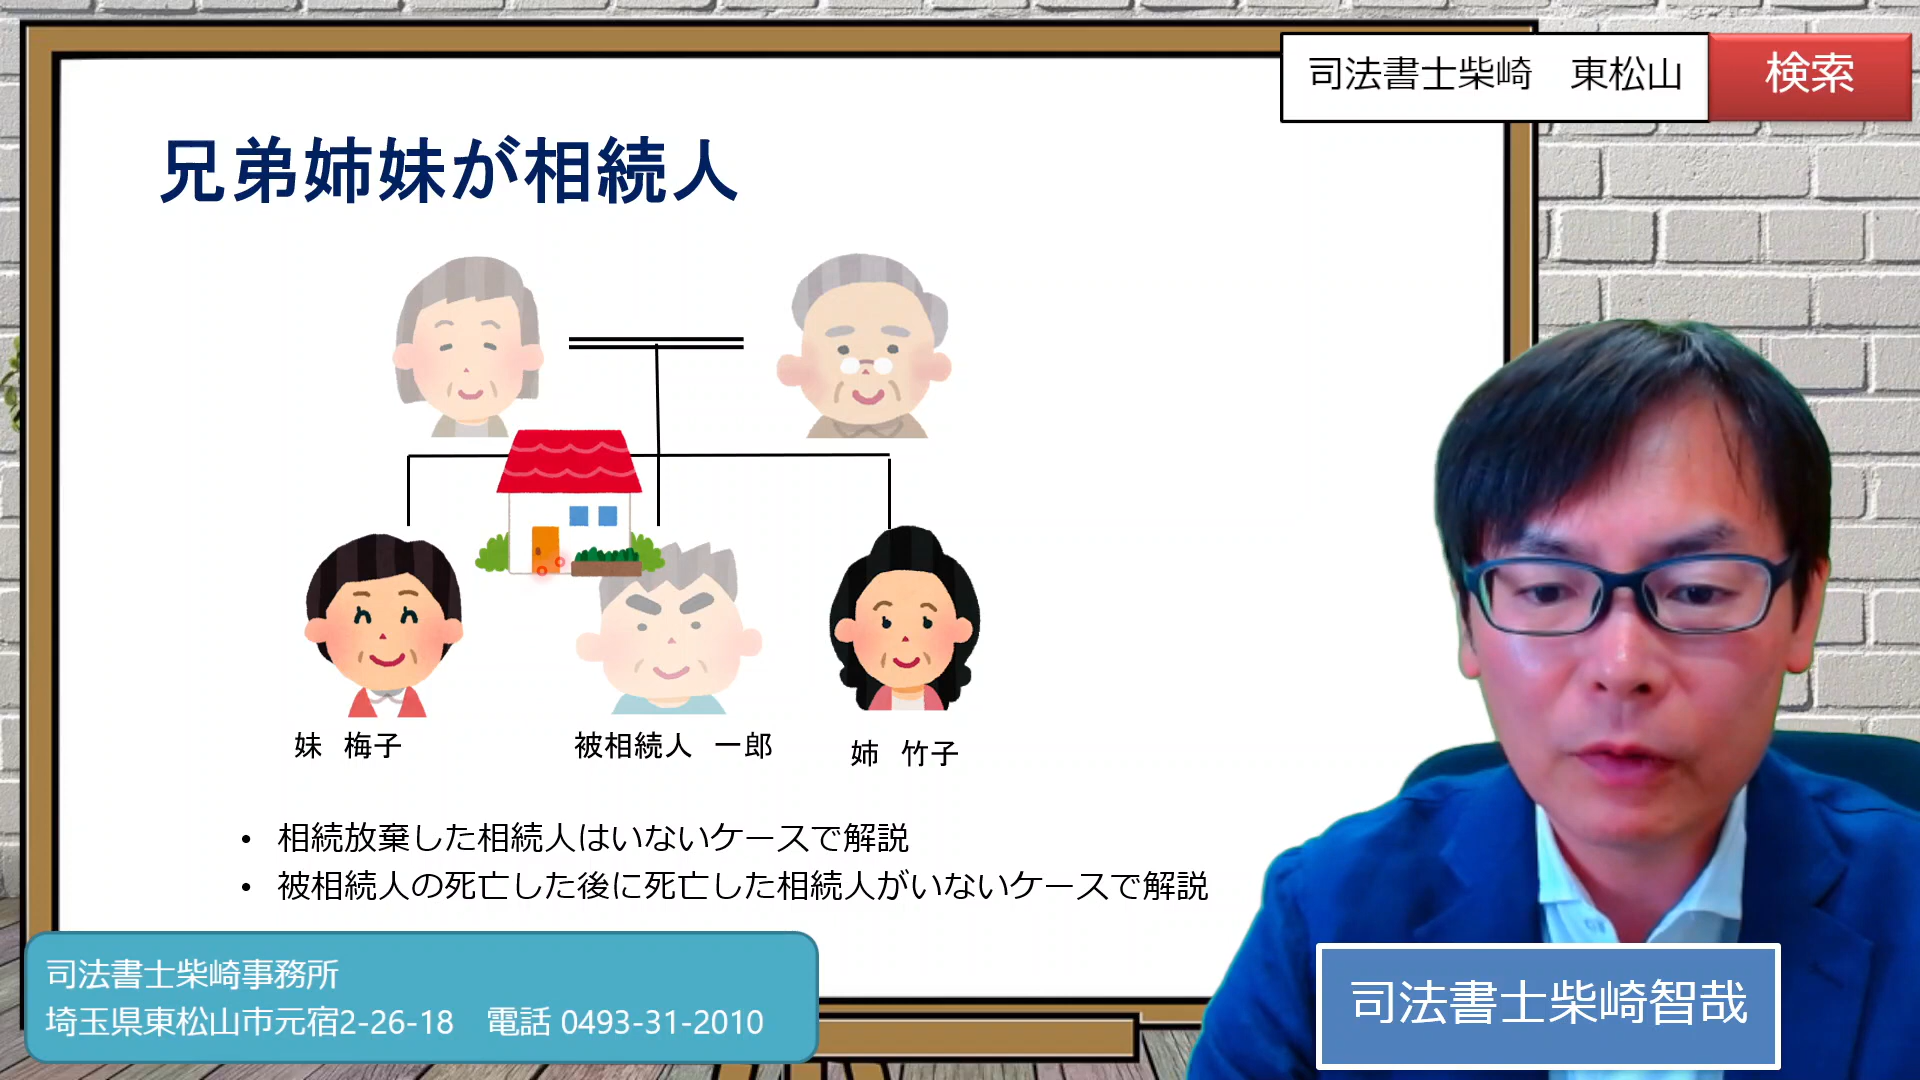 司法書士柴崎　東松山
検索
兄弟姉妹が相続人
妹　梅子
被相続人　一郎
姉　竹子
• 相続放棄した相続人はいないケースで解説
• 被相続人の死亡した後に死亡した相続人がいないケースで解説
司法書士柴崎事務所
埼玉県東松山市元宿2-26-18　電話 0493-31-2010
司法書士柴崎智哉